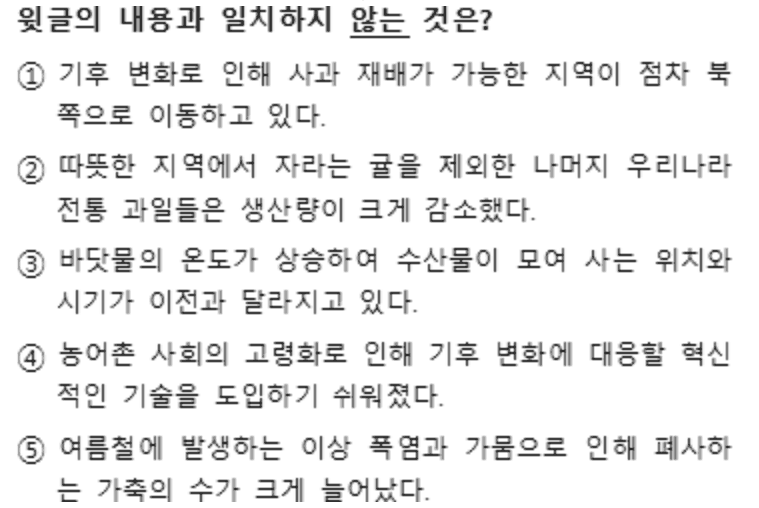 윗글의 내용과 일치하지 않는 것은?
① 기후 변화로 인해 사과 재배가 가능한 지역이 점차 북
쪽으로 이동하고 있다.
② 따뜻한 지역에서 자라는 귤을 제외한 나머지 우리나라
전통 과일들은 생산량이 크게 감소했다.
③ 바닷물의 온도가 상승하여 수산물이 모여 사는 위치와
시기가 이전과 달라지고 있다.
④ 농어촌 사회의 고령화로 인해 기후 변화에 대응할 혁신
적인 기술을 도입하기 쉬워졌다.
⑤ 여름철에 발생하는 이상 폭염과 가뭄으로 인해 폐사하
는 가축의 수가 크게 늘어났다.